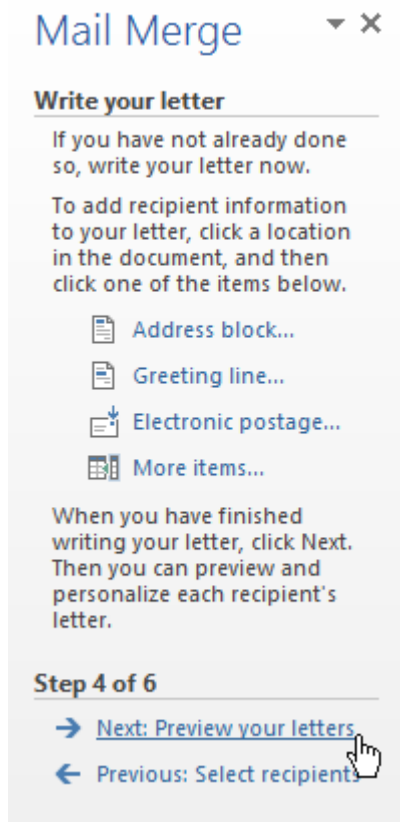 Mail Merge
Write your letter
If you have not already done
so, write your letter now.
To add recipient information
to your letter, click a location
in the document, and then
click one of the items below.
Address block...
Greeting line...
Electronic postage...
More items...
When you have finished
writing your letter, click Next.
Then you can preview and
personalize each recipient's
letter.
Step 4 of 6
Next: Preview your letters
Previous: Select recipients